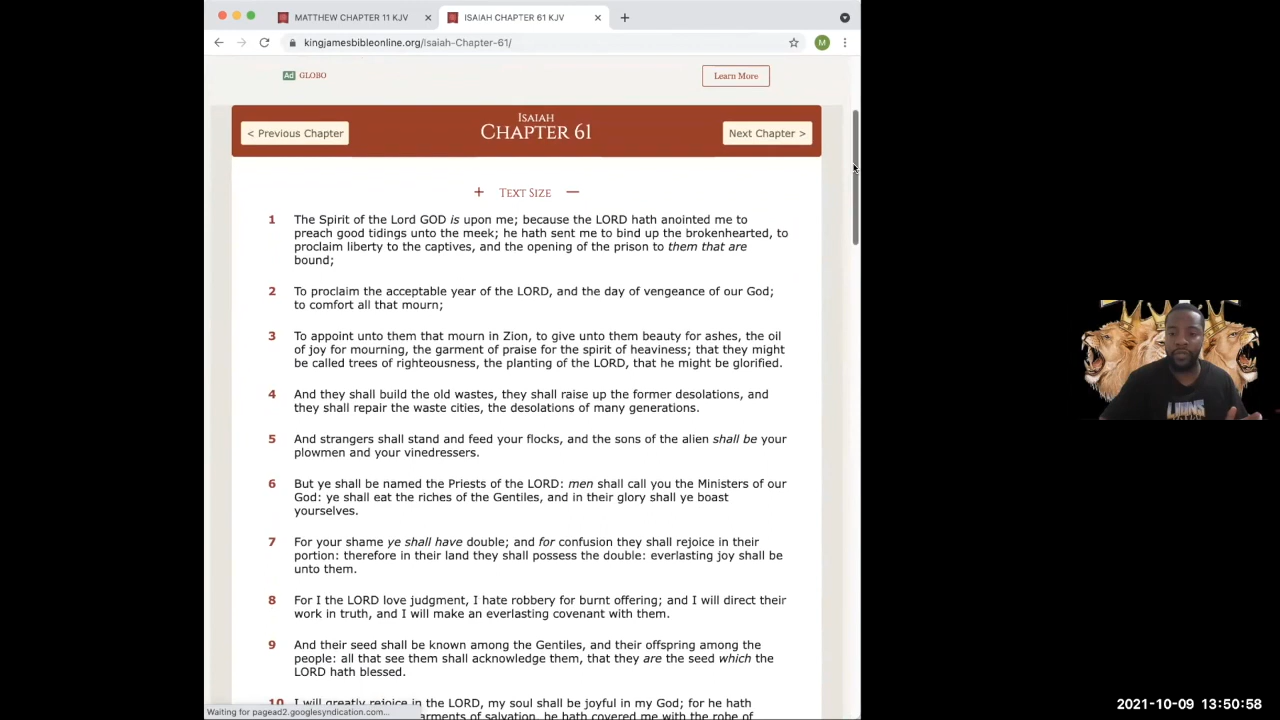 MATTHEW CHAPTER 11 KJV
ISAIAH CHAPTER 61 KJV
kingjamesbibleonline.org/Isaiah-Chapter-61/
M
Ad GLOBO
Learn More
< Previous Chapter
ISAIAH
CHAPTER 61
Next Chapter >
+ TEXT SIZE —
1 The Spirit of the Lord GOD is upon me; because the LORD hath anointed me to
preach good tidings unto the meek; he hath sent me to bind up the brokenhearted, to
proclaim liberty to the captives, and the opening of the prison to them that are
bound;
2 To proclaim the acceptable year of the LORD, and the day of vengeance of our God;
to comfort all that mourn;
3 To appoint unto them that mourn in Zion, to give unto them beauty for ashes, the oil
of joy for mourning, the garment of praise for the spirit of heaviness; that they might
be called trees of righteousness, the planting of the LORD, that he might be glorified.
4 And they shall build the old wastes, they shall raise up the former desolations, and
they shall repair the waste cities, the desolations of many generations.
5 And strangers shall stand and feed your flocks, and the sons of the alien shall be your
plowmen and your vinedressers.
6 But ye shall be named the Priests of the LORD: men shall call you the Ministers of our
God: ye shall eat the riches of the Gentiles, and in their glory shall ye boast
yourselves.
7 For your shame ye shall have double; and for confusion they shall rejoice in their
portion: therefore in their land they shall possess the double: everlasting joy shall be
unto them.
8 For I the LORD love judgment, I hate robbery for burnt offering; and I will direct their
work in truth, and I will make an everlasting covenant with them.
9 And their seed shall be known among the Gentiles, and their offspring among the
people: all that see them shall acknowledge them, that they are the seed which the
LORD hath blessed.
10 I will greatly rejoice in the LORD, my soul shall be joyful in my God; for he hath
garments of salvation, he hath covered me with the robe of
Waiting for pagead2.googlesyndication.com...
LIONS
2021-10-09 13:50:58